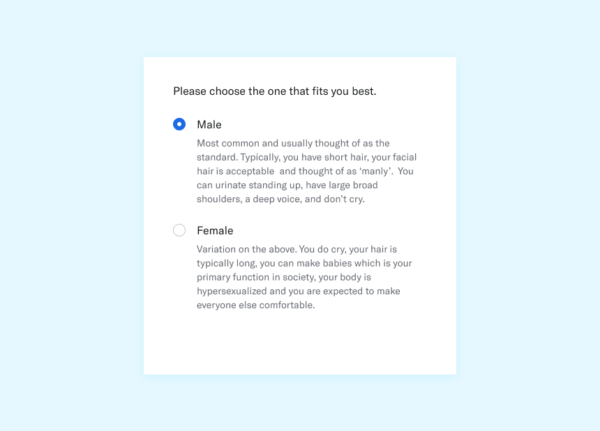 Please choose the one that fits you best.
Male
Most common and usually thought of as the
standard. Typically, you have short hair, your facial
hair is acceptable  and thought of as ‘manly’.  You
can urinate standing up, have large broad
shoulders, a deep voice, and don’t cry.
Female
Variation on the above. You do cry, your hair is
typically long, you can make babies which is your
primary function in society, your body is
hypersexualized and you are expected to make
everyone else comfortable.